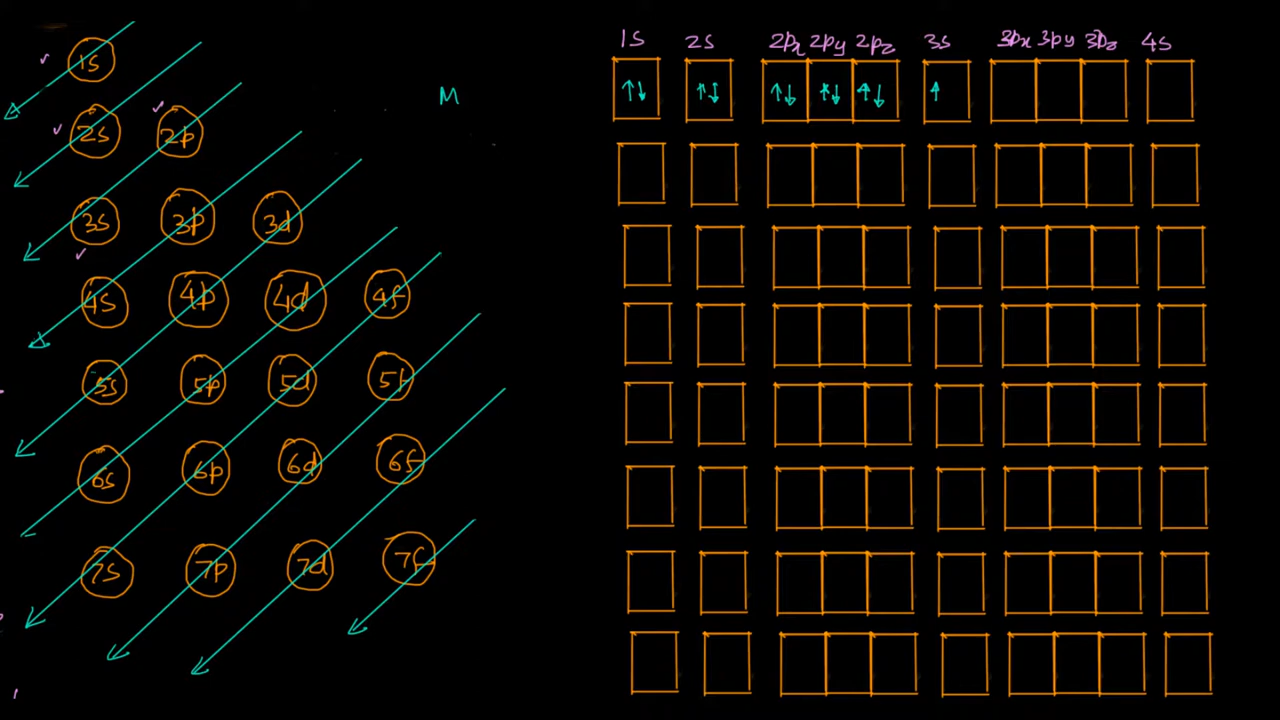 1s
2s 2p
3s 3p 3d
4s 4p 4d 4f
5s 5p 5d 5f
6s 6p 6d 6f
7s 7p 7d 7f
M
1s 2s 2px 2py 2pz 3s 3px 3py 3pz 4s
↑↓ ↑↓ ↑↓ ↑↓ ↑↓ ↑